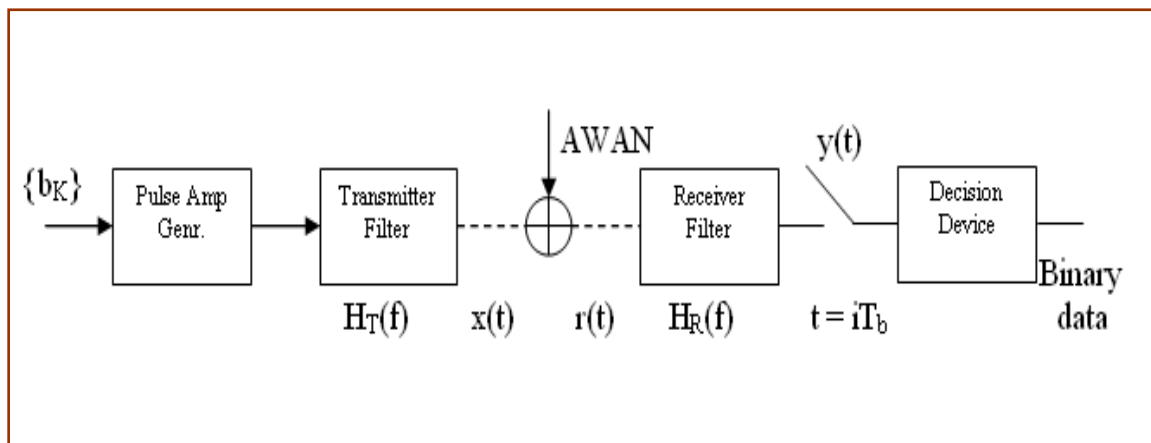 {b_K}
Pulse Amp
Genr.
Transmitter
Filter
H_T(f)
x(t)
AWAN
r(t)
Receiver
Filter
H_R(f)
y(t)
t = iT_b
Decision
Device
Binary
data